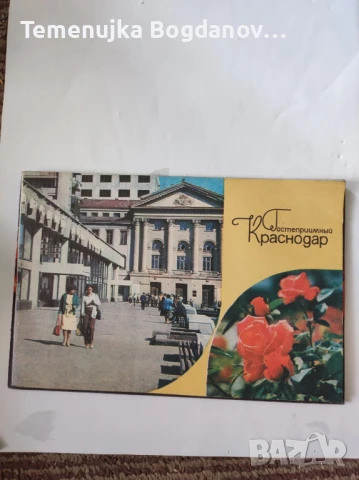 Temenujka Bogdanov...
Гостеприимный
Краснодар
BAZAR